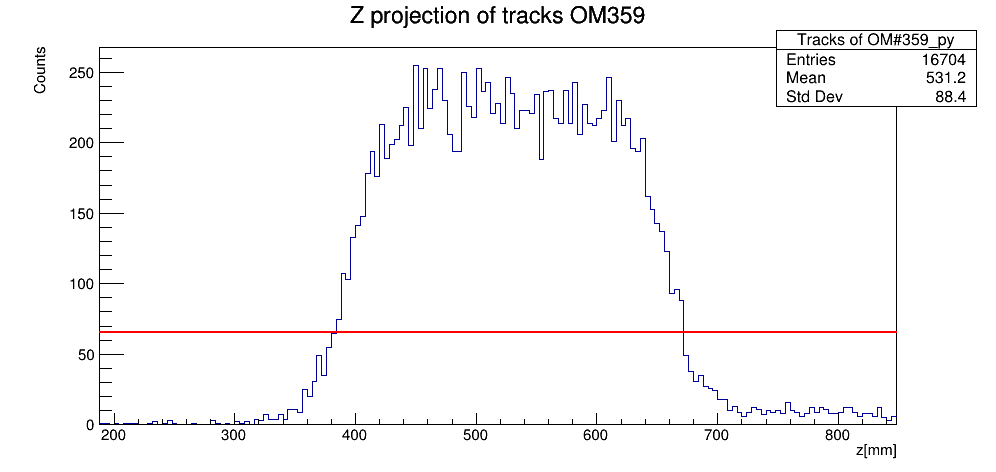 Z projection of tracks OM359
Tracks of OM#359_py
Entries 16704
Mean 531.2
Std Dev 88.4
Counts
250
200
150
100
50
0
200 300 400 500 600 700 800
z[mm]